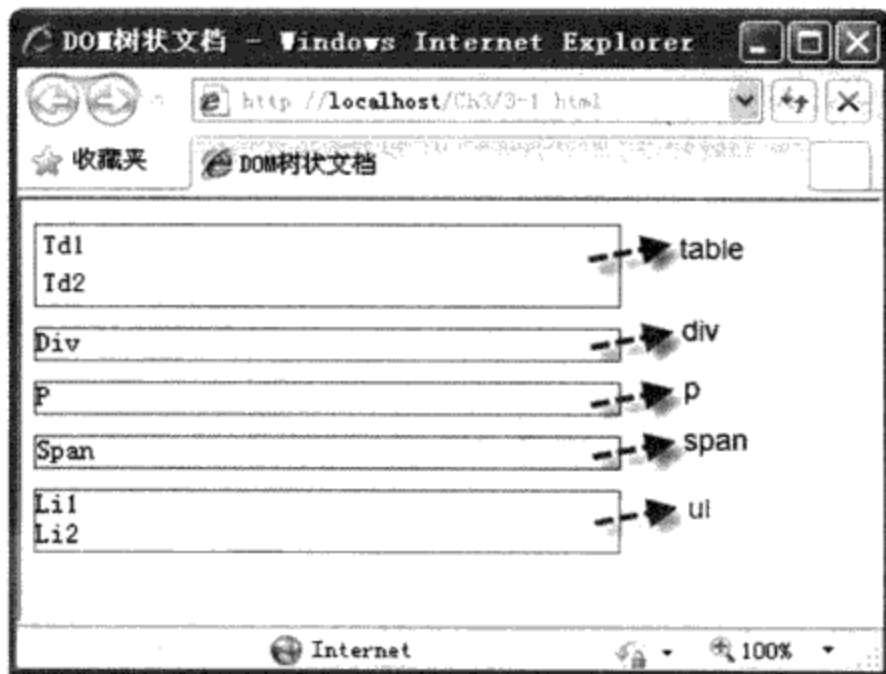 DOM树状文档 - Windows Internet Explorer
http://localhost/Ch3/3-1.html
收藏夹 DOM树状文档
Td1
Td2
table
Div
div
P
p
Span
span
Li1
Li2
ul
Internet
100%